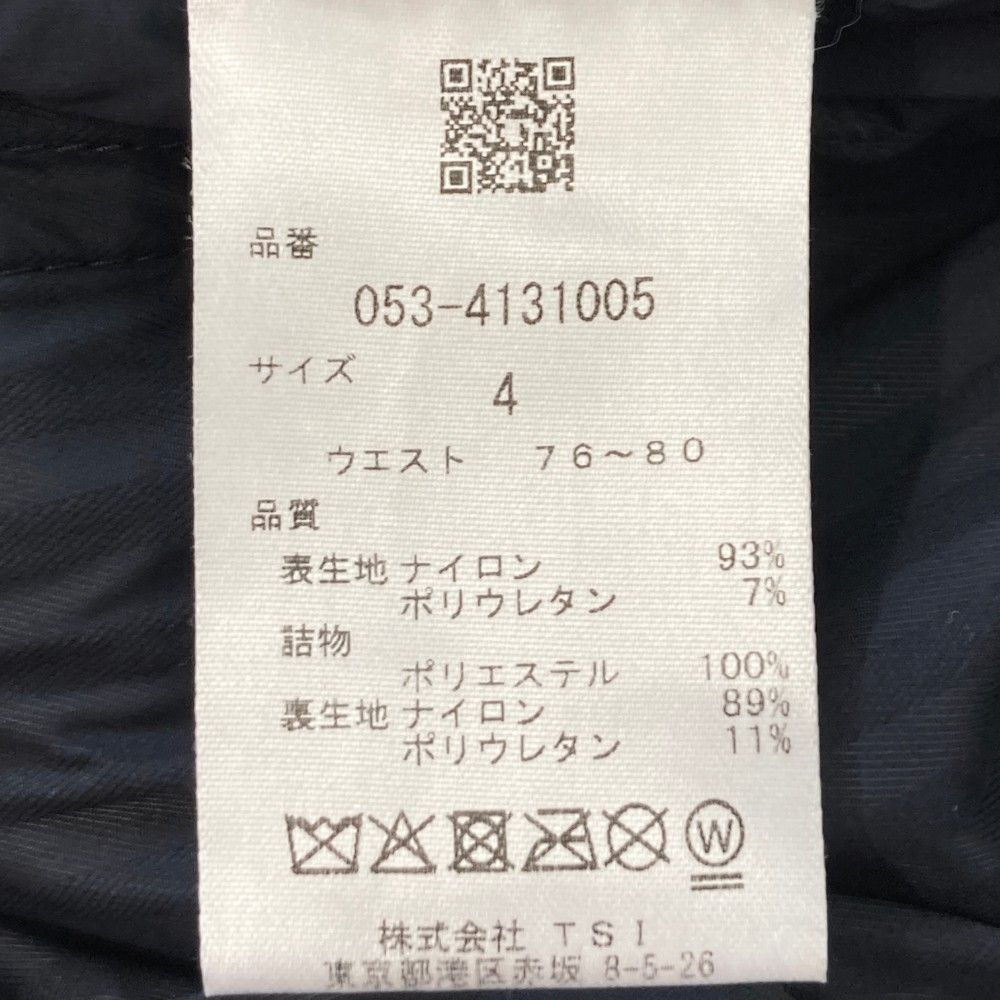 品番
053-4131005
サイズ
4
ウエスト 76~80
品質
表生地 ナイロン 93%
ポリウレタン 7%
詰物
ポリエステル 100%
裏生地 ナイロン 89%
ポリウレタン 11%
W
株式会社 TSI
東京都港区赤坂 8-5-26